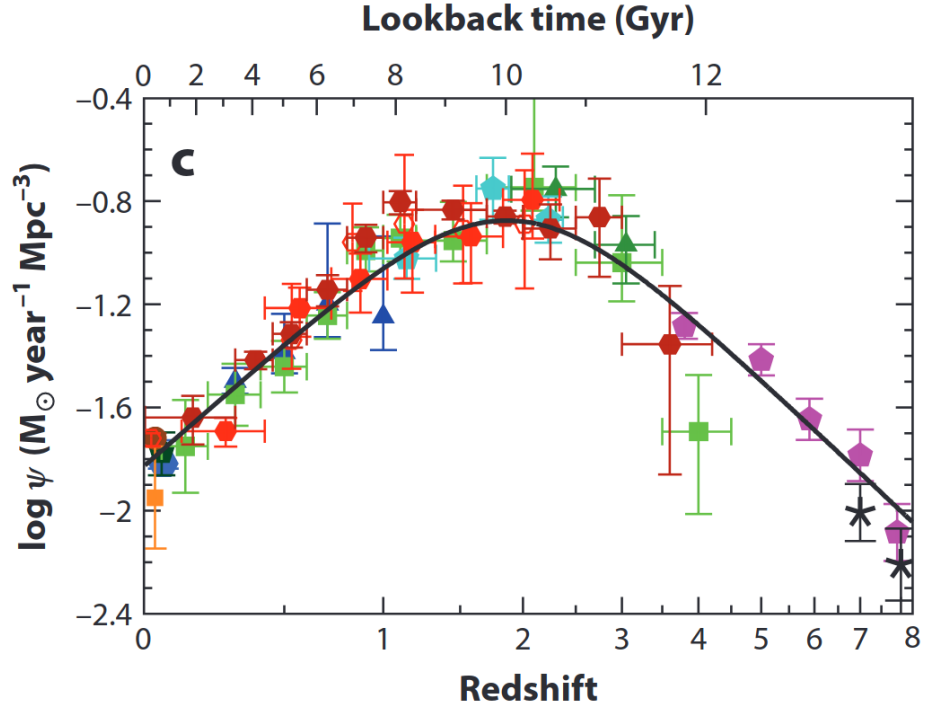 Lookback time (Gyr)
0 2 4 6 8 10 12
c
log ψ (M☉ year⁻¹ Mpc⁻³)
−0.4
−0.8
−1.2
−1.6
−2
−2.4
0 1 2 3 4 5 6 7 8
Redshift